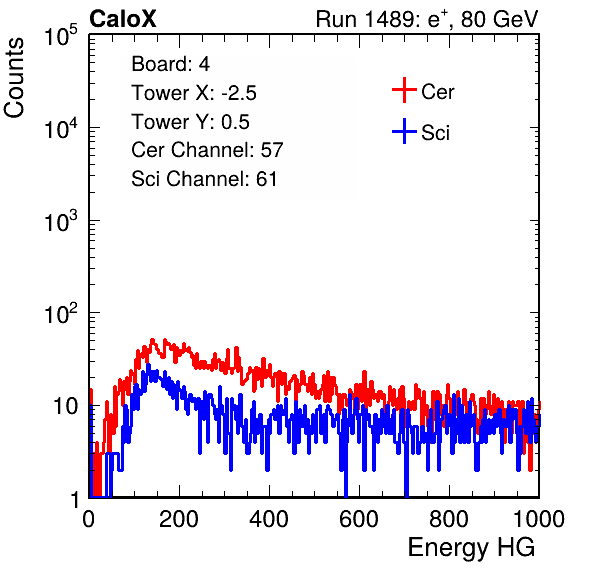 CaloX Run 1489: e⁺, 80 GeV
Counts
10⁵
10⁴
10³
10²
10
1
Board: 4
Tower X: -2.5
Tower Y: 0.5
Cer Channel: 57
Sci Channel: 61
Cer
Sci
0 200 400 600 800 1000
Energy HG